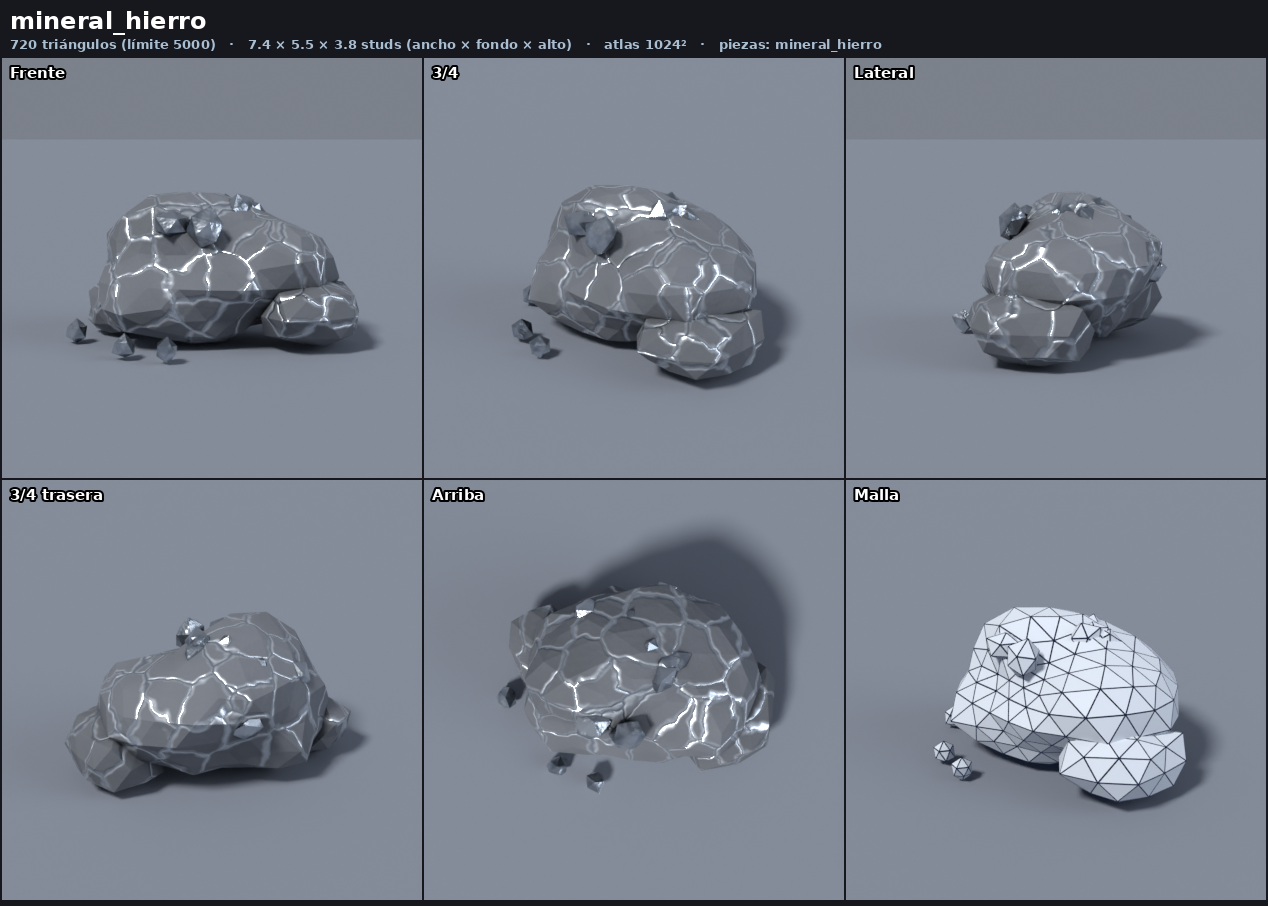 mineral_hierro
720 triángulos (límite 5000) · 7.4 × 5.5 × 3.8 studs (ancho × fondo × alto) · atlas 1024² · piezas: mineral_hierro
Frente
3/4
Lateral
3/4 trasera
Arriba
Malla